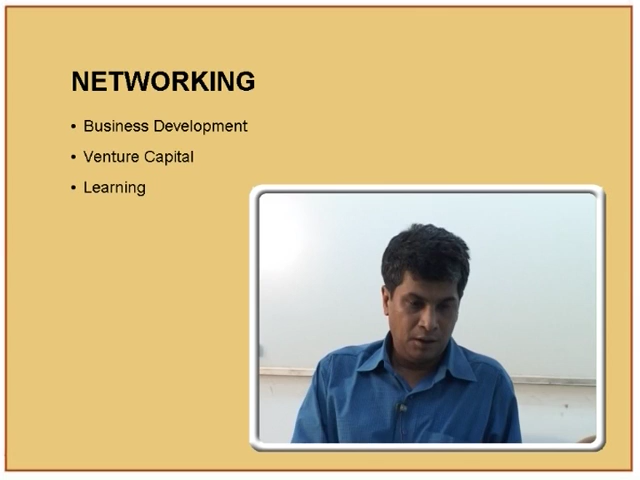 NETWORKING
• Business Development
• Venture Capital
• Learning